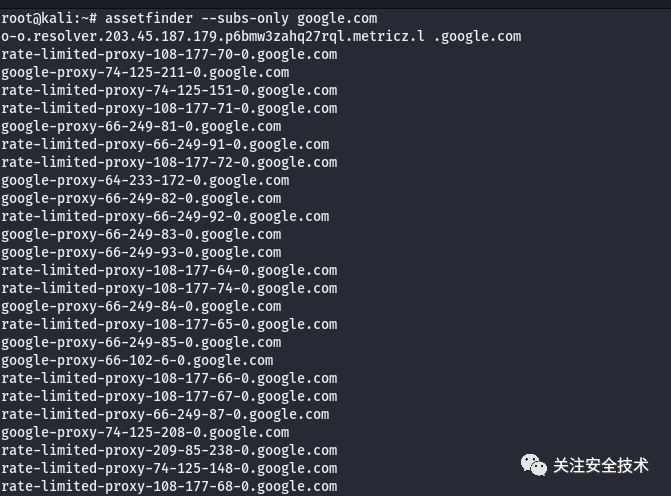 root@kali:~# assetfinder --subs-only google.com
o-o.resolver.203.45.187.179.p6bmw3zahq27rql.metricz.l .google.com
rate-limited-proxy-108-177-70-0.google.com
google-proxy-74-125-211-0.google.com
rate-limited-proxy-74-125-151-0.google.com
rate-limited-proxy-108-177-71-0.google.com
google-proxy-66-249-81-0.google.com
rate-limited-proxy-66-249-91-0.google.com
rate-limited-proxy-108-177-72-0.google.com
google-proxy-64-233-172-0.google.com
google-proxy-66-249-82-0.google.com
rate-limited-proxy-66-249-92-0.google.com
google-proxy-66-249-83-0.google.com
google-proxy-66-249-93-0.google.com
rate-limited-proxy-108-177-64-0.google.com
rate-limited-proxy-108-177-74-0.google.com
google-proxy-66-249-84-0.google.com
rate-limited-proxy-108-177-65-0.google.com
google-proxy-66-249-85-0.google.com
google-proxy-66-102-6-0.google.com
rate-limited-proxy-108-177-66-0.google.com
rate-limited-proxy-108-177-67-0.google.com
rate-limited-proxy-66-249-87-0.google.com
google-proxy-74-125-208-0.google.com
rate-limited-proxy-209-85-238-0.google.com
rate-limited-proxy-74-125-148-0.google.com
rate-limited-proxy-108-177-68-0.google.com
关注安全技术